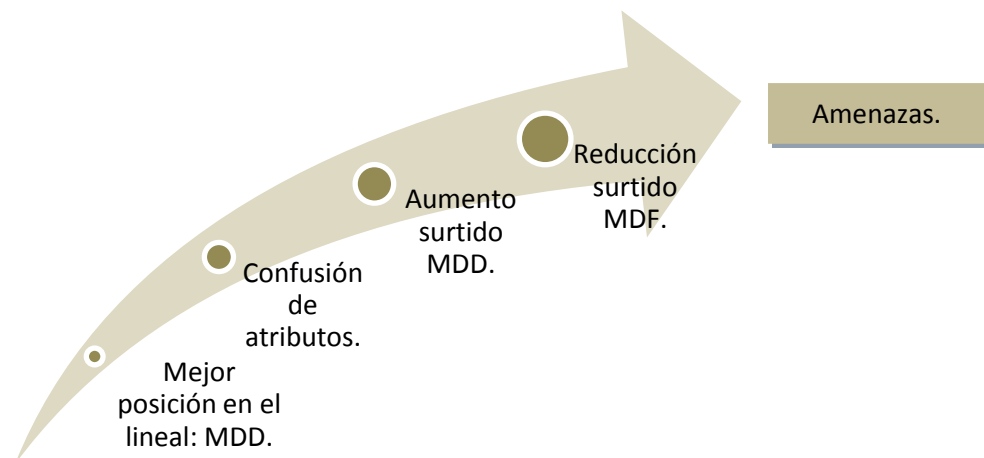 Amenazas.
Reducción
surtido
MDF.
Aumento
surtido
MDD.
Confusión
de
atributos.
Mejor
posición en el
lineal: MDD.